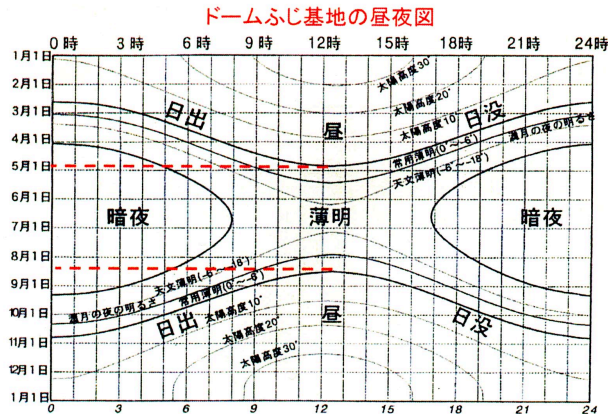 ドームふじ基地の昼夜図
0時 3時 6時 9時 12時 15時 18時 21時 24時
1月1日
2月1日
3月1日
4月1日
5月1日
6月1日
7月1日
8月1日
9月1日
10月1日
11月1日
12月1日
1月1日
太陽高度30°
太陽高度20°
太陽高度10°
日出
昼
日没
常用薄明(0°~-6°)
満月の夜の明るさ
天文薄明(-6°~-18°)
暗夜
薄明
暗夜
天文薄明(-6°~-18°)
常用薄明(0°~-6°)
満月の夜の明るさ
日出
太陽高度10°
昼
日没
太陽高度20°
太陽高度30°
0 3 6 9 12 15 18 21 24